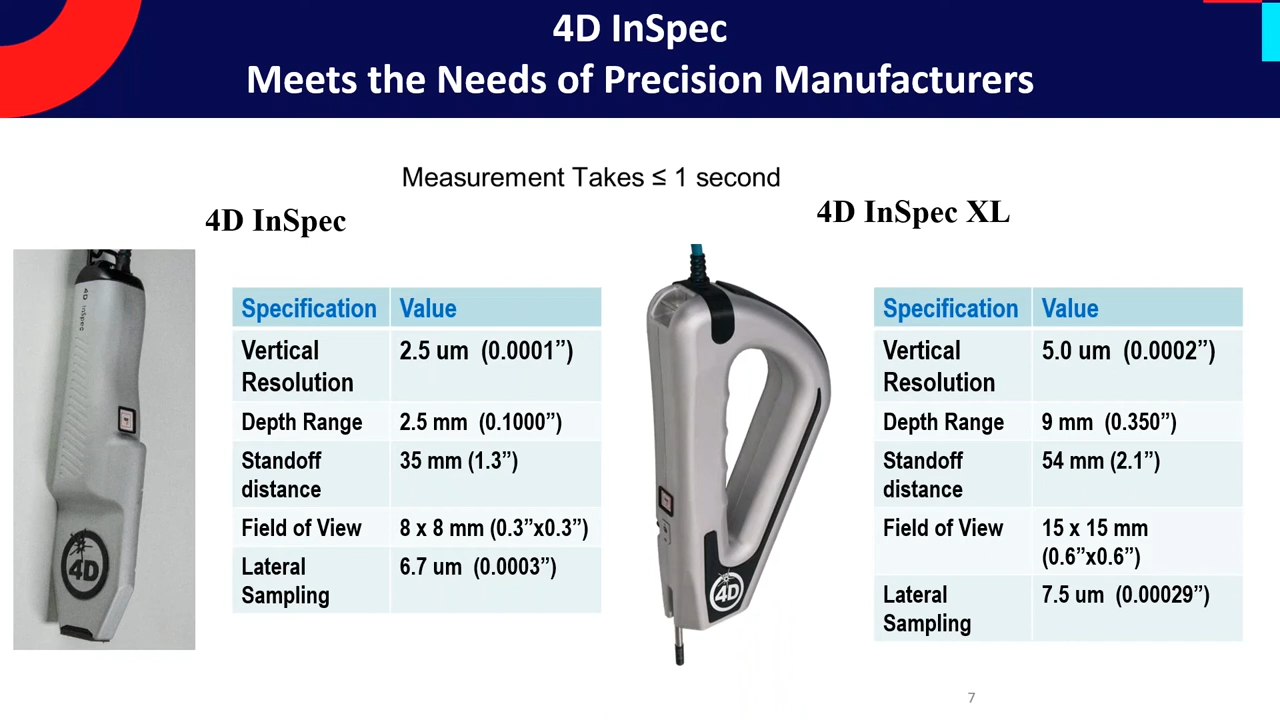 4D InSpec
Meets the Needs of Precision Manufacturers
Measurement Takes ≤ 1 second
4D InSpec
4D InSpec
4D
Specification Value
Vertical Resolution 2.5 um (0.0001”)
Depth Range 2.5 mm (0.1000”)
Standoff distance 35 mm (1.3”)
Field of View 8 x 8 mm (0.3”x0.3”)
Lateral Sampling 6.7 um (0.0003”)
4D InSpec XL
4D
Specification Value
Vertical Resolution 5.0 um (0.0002”)
Depth Range 9 mm (0.350”)
Standoff distance 54 mm (2.1”)
Field of View 15 x 15 mm (0.6”x0.6”)
Lateral Sampling 7.5 um (0.00029”)
7